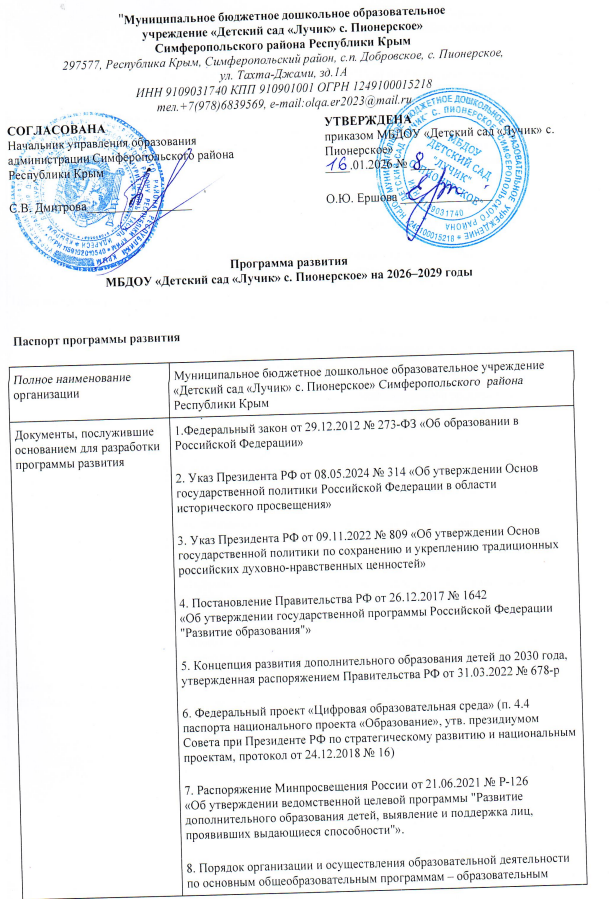 "Муниципальное бюджетное дошкольное образовательное
учреждение «Детский сад «Лучик» с. Пионерское»
Симферопольского района Республики Крым
297577, Республика Крым, Симферопольский район, с.п. Добровское, с. Пионерское,
ул. Тахта-Джами, зд.1А
ИНН 9109031740 КПП 910901001 ОГРН 1249100015218
тел.+7(978)6839569, e-mail:olqa.er2023@mail.ru
СОГЛАСОВАНА
Начальник управления образования
администрации Симферопольского района
Республики Крым
С.В. Дмитрова
УТВЕРЖДЕНА
приказом МБДОУ «Детский сад «Лучик» с.
Пионерское»
16.01.2026 № 8
О.Ю. Ершова
МБДОУ
ДЕТСКИЙ САД
"ЛУЧИК"
С. ПИОНЕРСКОЕ
Программа развития
МБДОУ «Детский сад «Лучик» с. Пионерское» на 2026–2029 годы
Паспорт программы развития
Полное наименование
организации
Муниципальное бюджетное дошкольное образовательное учреждение
«Детский сад «Лучик» с. Пионерское» Симферопольского района
Республики Крым
Документы, послужившие
основанием для разработки
программы развития
1.Федеральный закон от 29.12.2012 № 273-ФЗ «Об образовании в
Российской Федерации»
2. Указ Президента РФ от 08.05.2024 № 314 «Об утверждении Основ
государственной политики Российской Федерации в области
исторического просвещения»
3. Указ Президента РФ от 09.11.2022 № 809 «Об утверждении Основ
государственной политики по сохранению и укреплению традиционных
российских духовно-нравственных ценностей»
4. Постановление Правительства РФ от 26.12.2017 № 1642
«Об утверждении государственной программы Российской Федерации
"Развитие образования"»
5. Концепция развития дополнительного образования детей до 2030 года,
утвержденная распоряжением Правительства РФ от 31.03.2022 № 678-р
6. Федеральный проект «Цифровая образовательная среда» (п. 4.4
паспорта национального проекта «Образование», утв. президиумом
Совета при Президенте РФ по стратегическому развитию и национальным
проектам, протокол от 24.12.2018 № 16)
7. Распоряжение Минпросвещения России от 21.06.2021 № Р-126
«Об утверждении ведомственной целевой программы "Развитие
дополнительного образования детей, выявление и поддержка лиц,
проявивших выдающиеся способности"».
8. Порядок организации и осуществления образовательной деятельности
по основным общеобразовательным программам – образовательным